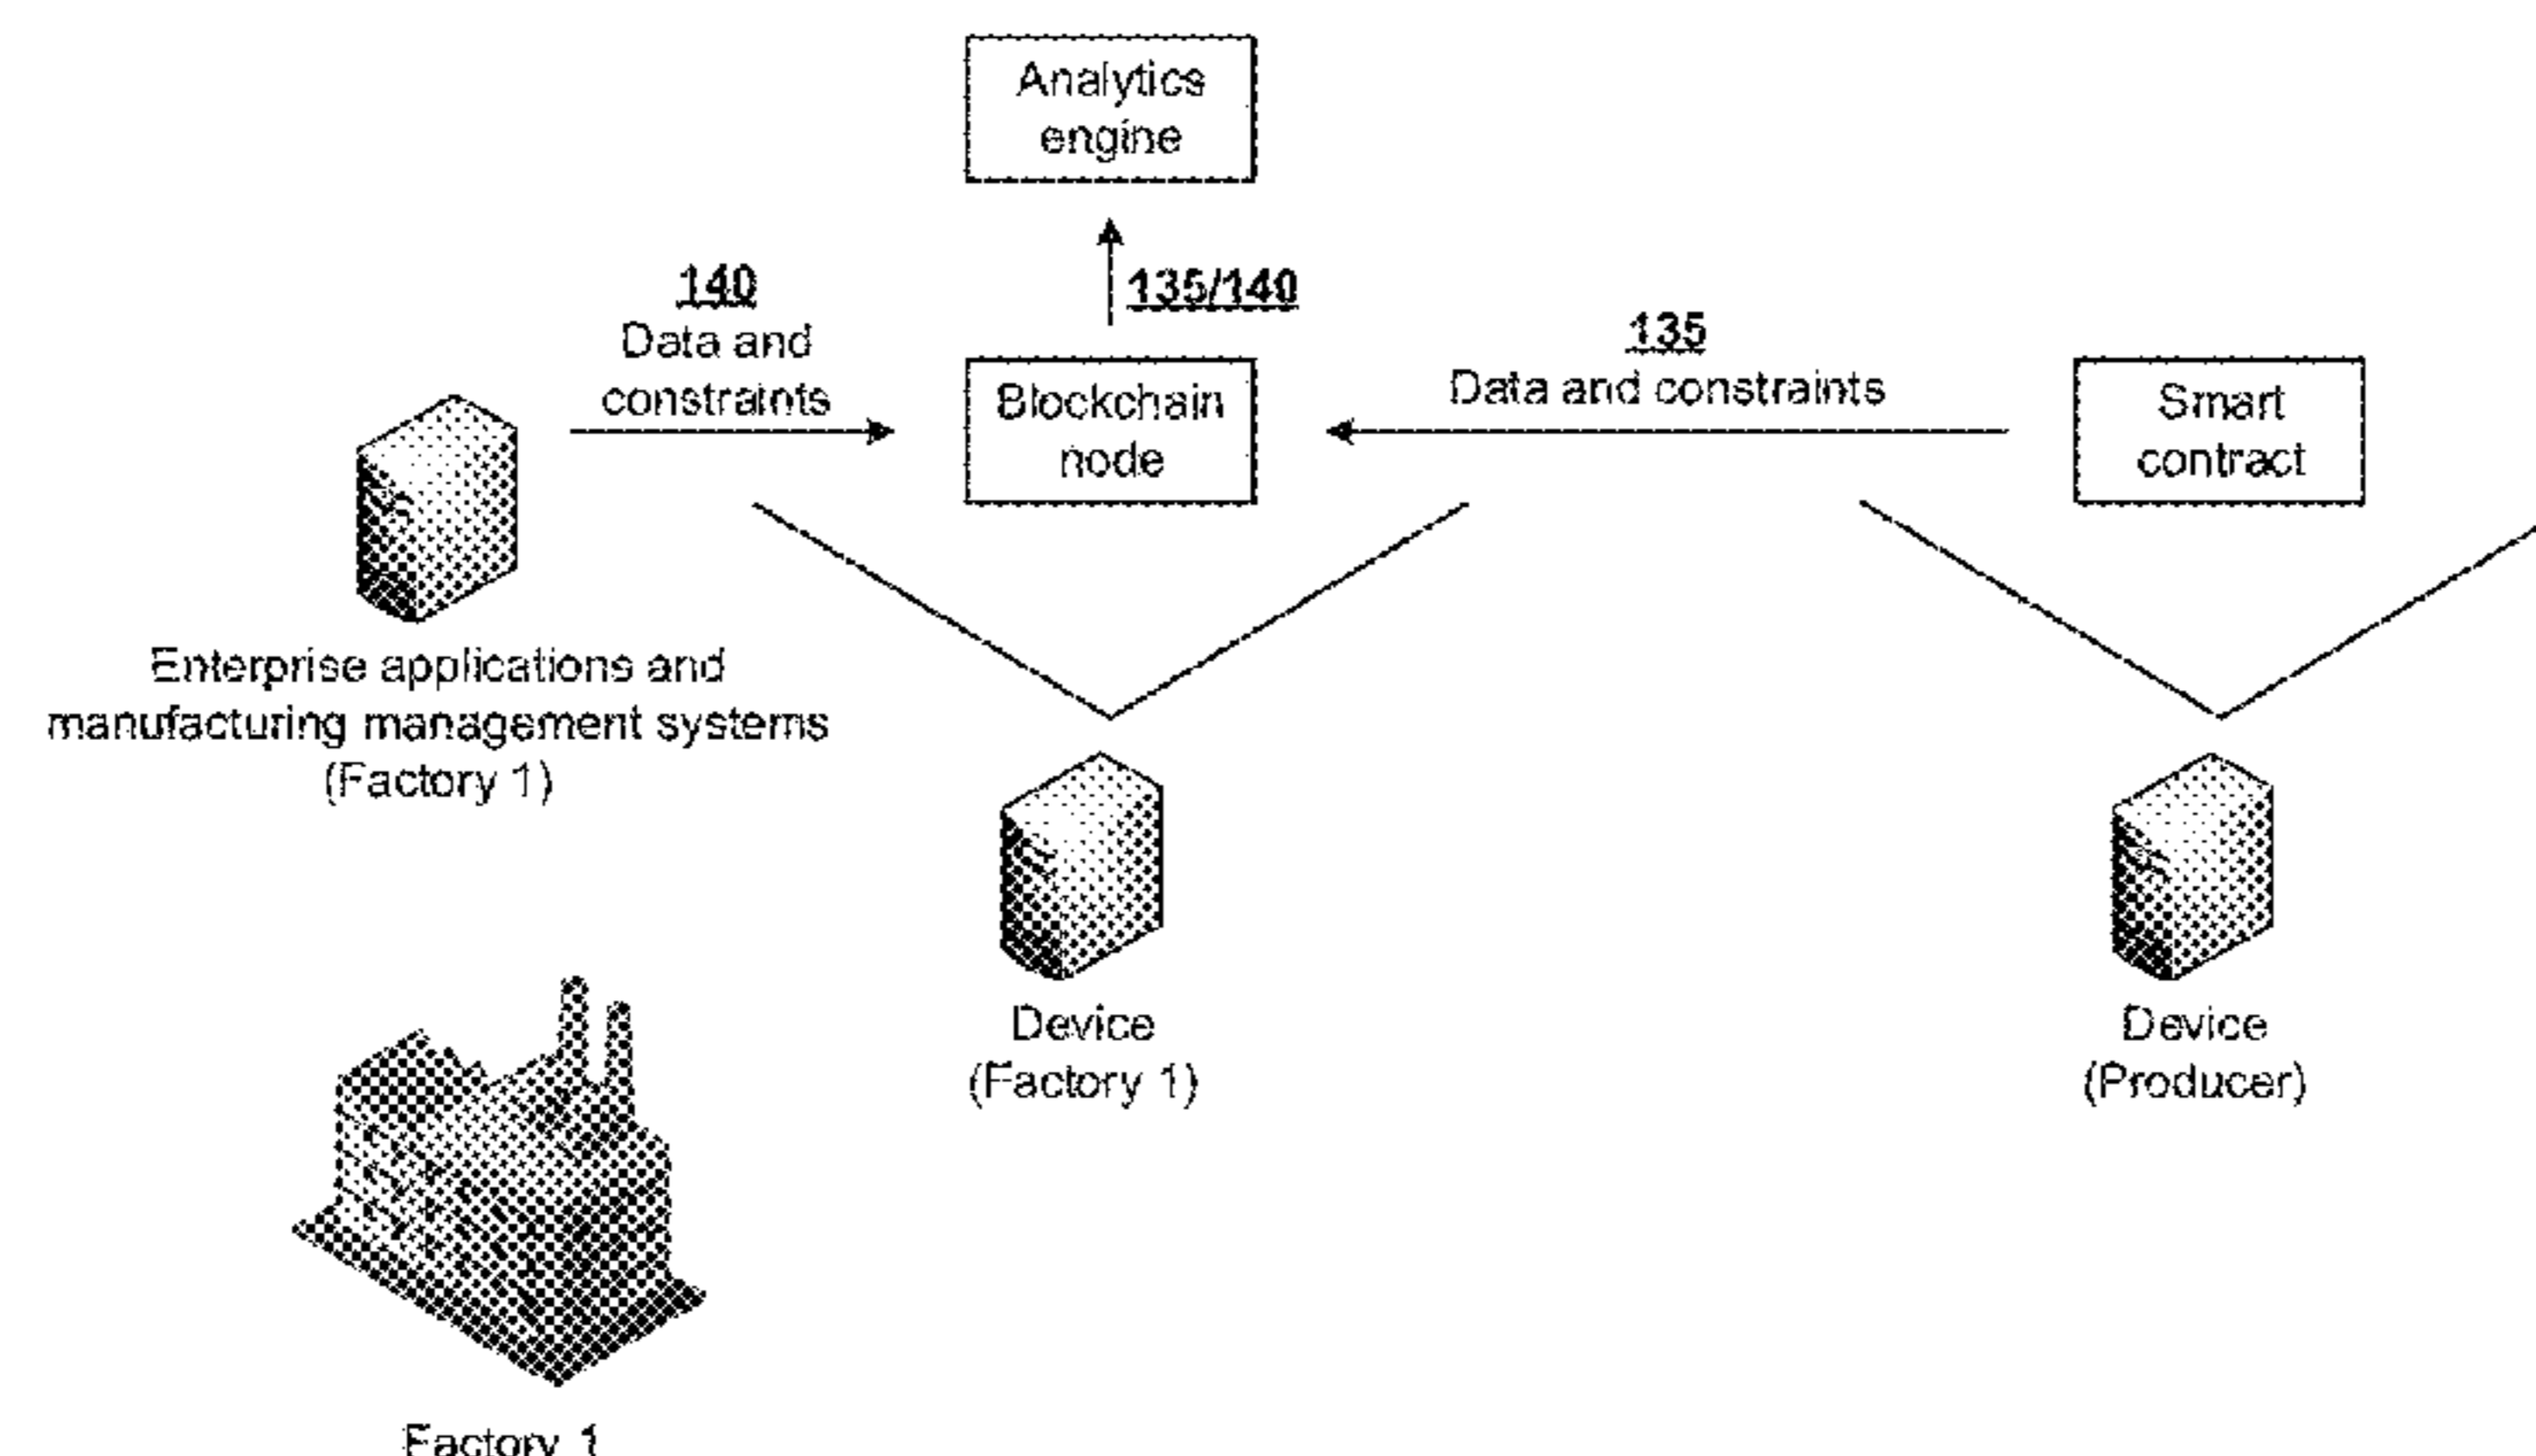 Analytics
engine
135/140
140
Data and
constraints
Blockchain
node
135
Data and constraints
Smart
contract
Enterprise applications and
manufacturing management systems
(Factory 1)
Device
(Factory 1)
Device
(Producer)
Factory 1